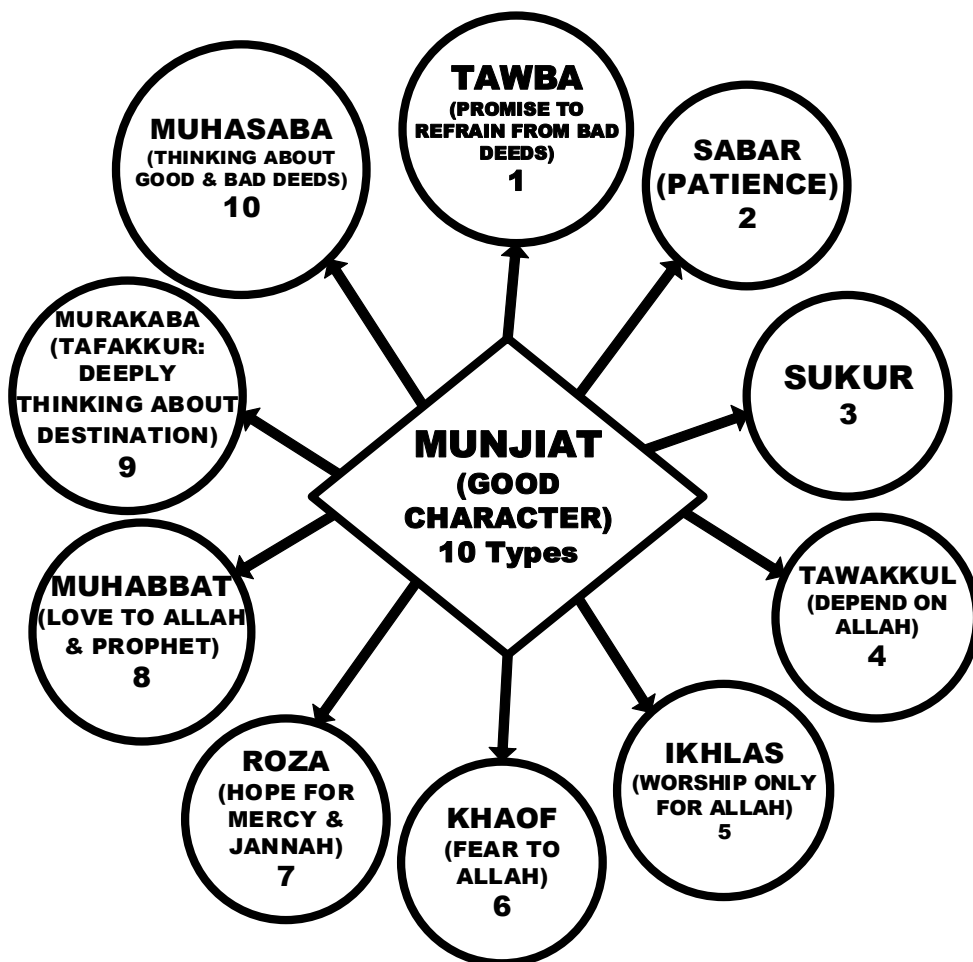 MUNJIAT
(GOOD
CHARACTER)
10 Types
TAWBA
(PROMISE TO
REFRAIN FROM BAD
DEEDS)
1
SABAR
(PATIENCE)
2
SUKUR
3
TAWAKKUL
(DEPEND ON
ALLAH)
4
IKHLAS
(WORSHIP ONLY
FOR ALLAH)
5
KHAOF
(FEAR TO
ALLAH)
6
ROZA
(HOPE FOR
MERCY &
JANNAH)
7
MUHABBAT
(LOVE TO ALLAH
& PROPHET)
8
MURAKABA
(TAFAKKUR:
DEEPLY
THINKING ABOUT
DESTINATION)
9
MUHASABA
(THINKING ABOUT
GOOD & BAD DEEDS)
10